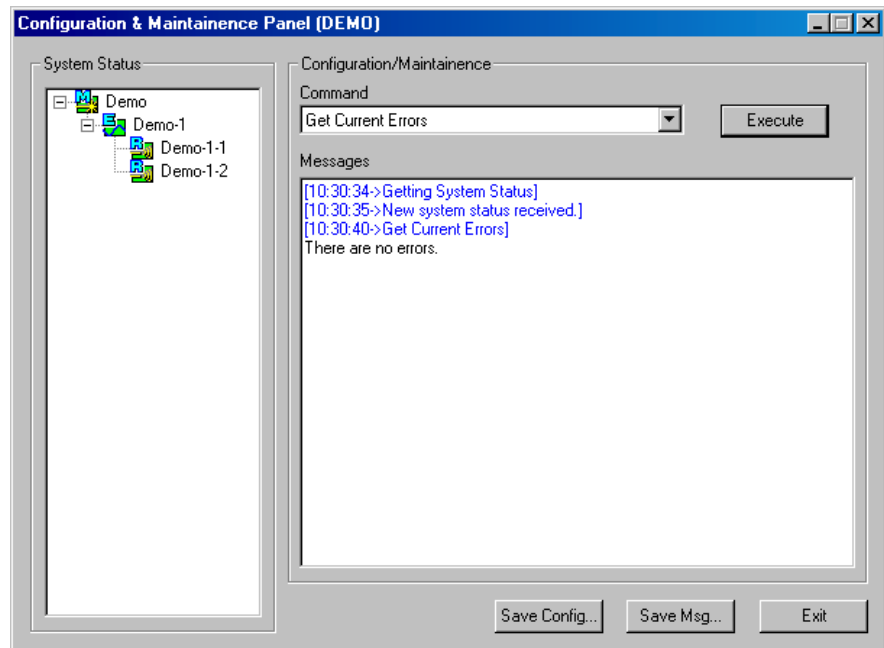 Configuration & Maintainence Panel (DEMO)
System Status
Demo
Demo-1
Demo-1-1
Demo-1-2
Configuration/Maintainence
Command
Get Current Errors
Execute
Messages
[10:30:34->Getting System Status]
[10:30:35->New system status received.]
[10:30:40->Get Current Errors]
There are no errors.
Save Config...
Save Msg...
Exit